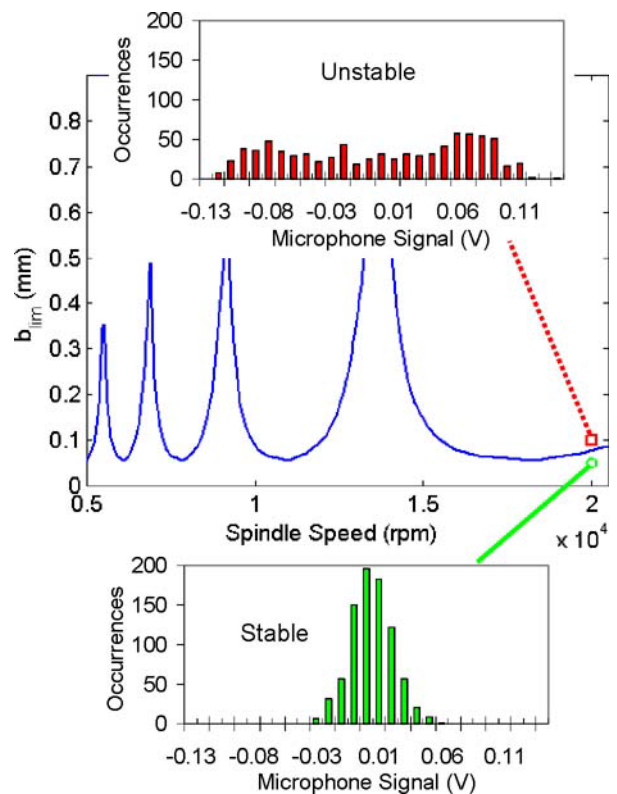 200
150
100
50
0
Occurrences
Unstable
-0.13 -0.08 -0.03 0.01 0.06 0.11
Microphone Signal (V)
0.8
0.7
0.6
0.5
0.4
0.3
0.2
0.1
0
b_lim (mm)
0.5 1 1.5 2
Spindle Speed (rpm)
x 10^4
200
150
100
50
0
Occurrences
Stable
-0.13 -0.08 -0.03 0.01 0.06 0.11
Microphone Signal (V)